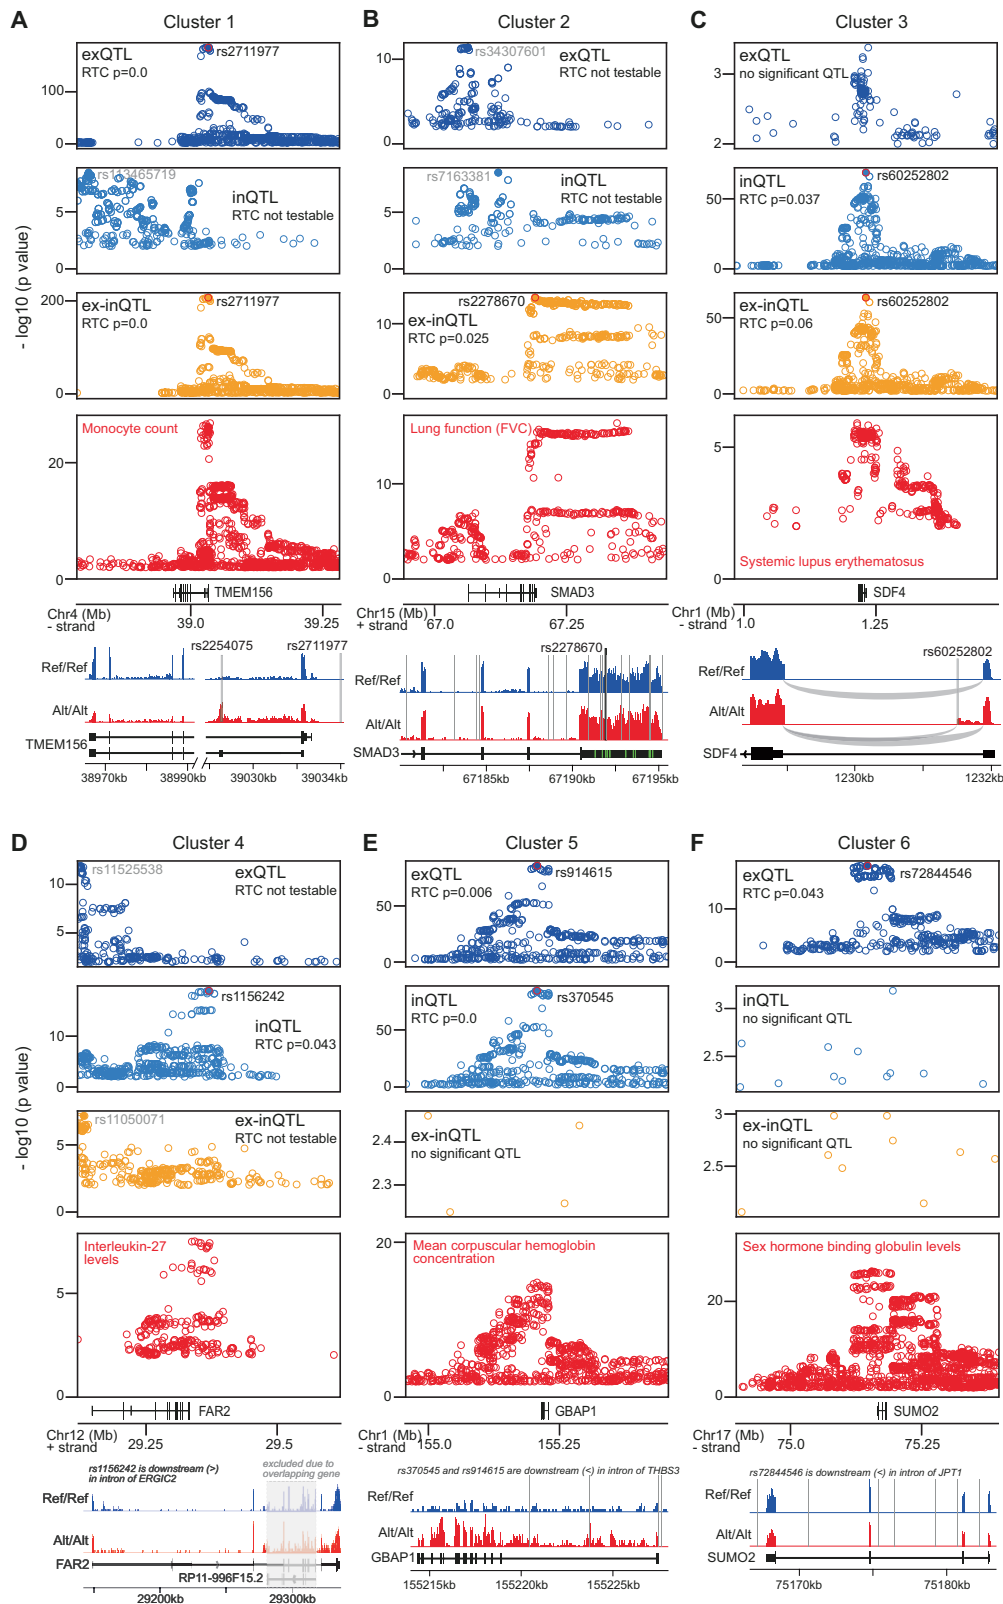 A Cluster 1
exQTL
RTC p=0.0
rs2711977
100
0
rs113465719
inQTL
RTC not testable
5
0
200
ex-inQTL
RTC p=0.0
rs2711977
100
0
- log10 (p value)
Monocyte count
20
0
TMEM156
Chr4 (Mb)
- strand
39.0
39.25
rs2254075
rs2711977
Ref/Ref
Alt/Alt
TMEM156
38970kb
38990kb
39030kb
39034kb
B Cluster 2
10
rs34307601
exQTL
RTC not testable
0
rs7163381
inQTL
RTC not testable
5
0
rs2278670
10
ex-inQTL
RTC p=0.025
0
Lung function (FVC)
10
0
SMAD3
Chr15 (Mb)
+ strand
67.0
67.25
rs2278670
Ref/Ref
Alt/Alt
SMAD3
67185kb
67190kb
67195kb
C Cluster 3
exQTL
no significant QTL
3
2
inQTL
RTC p=0.037
rs60252802
50
0
ex-inQTL
RTC p=0.06
rs60252802
50
0
5
Systemic lupus erythematosus
0
SDF4
Chr1 (Mb)
- strand
1.0
1.25
rs60252802
Ref/Ref
Alt/Alt
SDF4
1230kb
1232kb
D Cluster 4
10
rs11525538
exQTL
RTC not testable
5
0
rs1156242
inQTL
RTC p=0.043
10
0
rs11050071
ex-inQTL
RTC not testable
5
0
- log10 (p value)
Interleukin-27
levels
5
0
FAR2
Chr12 (Mb)
+ strand
29.25
29.5
rs1156242 is downstream (>)
in intron of ERGIC2
excluded due to
overlapping gene
Ref/Ref
Alt/Alt
FAR2
RP11-996F15.2
29200kb
29300kb
E Cluster 5
exQTL
RTC p=0.006
rs914615
50
0
inQTL
RTC p=0.0
rs370545
50
0
2.4
ex-inQTL
no significant QTL
2.3
20
Mean corpuscular hemoglobin
concentration
0
GBAP1
Chr1 (Mb)
- strand
155.0
155.25
rs370545 and rs914615 are downstream (<) in intron of THBS3
Ref/Ref
Alt/Alt
GBAP1
155215kb
155220kb
155225kb
F Cluster 6
exQTL
RTC p=0.043
rs72844546
10
0
3
inQTL
no significant QTL
2.5
3
ex-inQTL
no significant QTL
2.5
Sex hormone binding globulin levels
20
0
SUMO2
Chr17 (Mb)
- strand
75.0
75.25
rs72844546 is downstream (<) in intron of JPT1
Ref/Ref
Alt/Alt
SUMO2
75170kb
75180kb